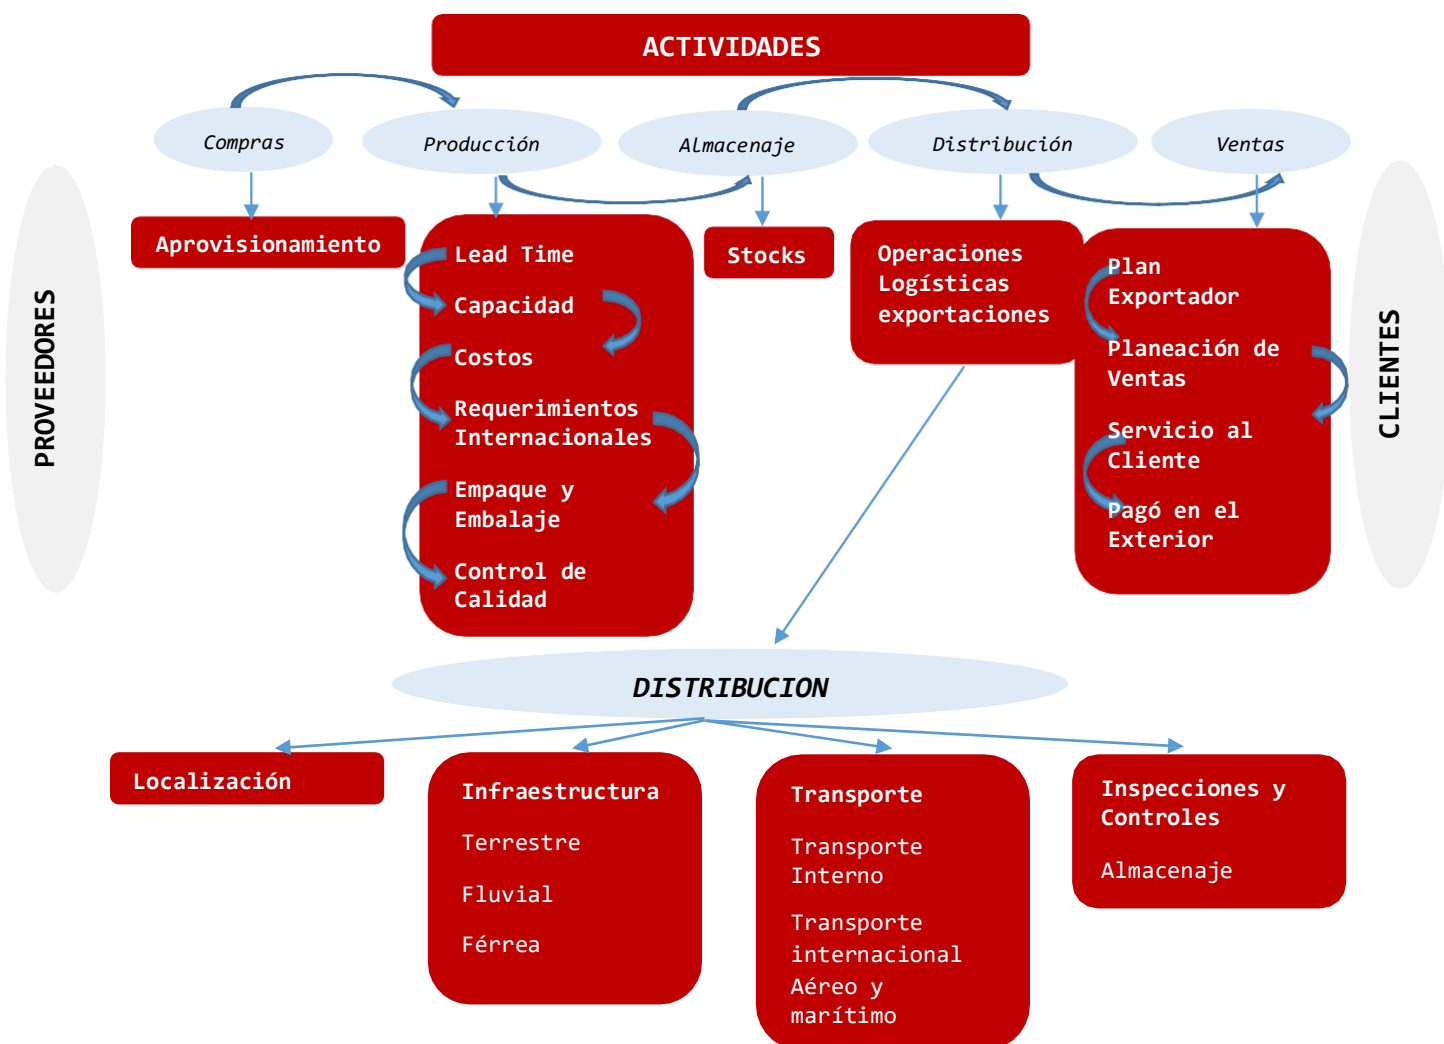 ACTIVIDADES
Compras
Producción
Almacenaje
Distribución
Ventas
PROVEEDORES
Aprovisionamiento
Lead Time
Capacidad
Costos
Requerimientos
Internacionales
Empaque y
Embalaje
Control de
Calidad
Stocks
Operaciones
Logísticas
exportaciones
Plan
Exportador
Planeación de
Ventas
Servicio al
Cliente
Pagó en el
Exterior
CLIENTES
DISTRIBUCION
Localización
Infraestructura
Terrestre
Fluvial
Férrea
Transporte
Transporte
Interno
Transporte
internacional
Aéreo y
marítimo
Inspecciones y
Controles
Almacenaje